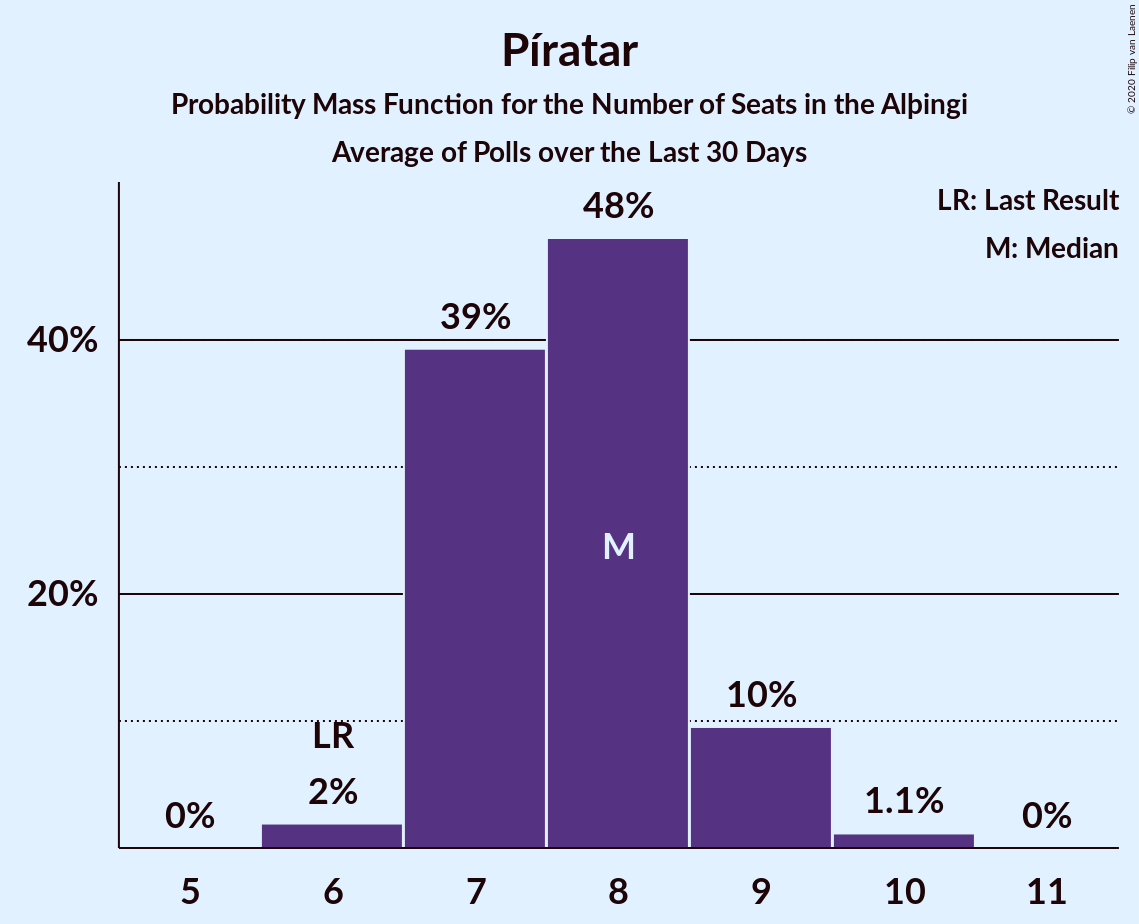 Píratar
Probability Mass Function for the Number of Seats in the Alþingi
Average of Polls over the Last 30 Days
© 2020 Filip van Laenen
LR: Last Result
M: Median
48%
39%
40%
M
20%
10%
LR
2%
1.1%
0%
0%
5 6 7 8 9 10 11